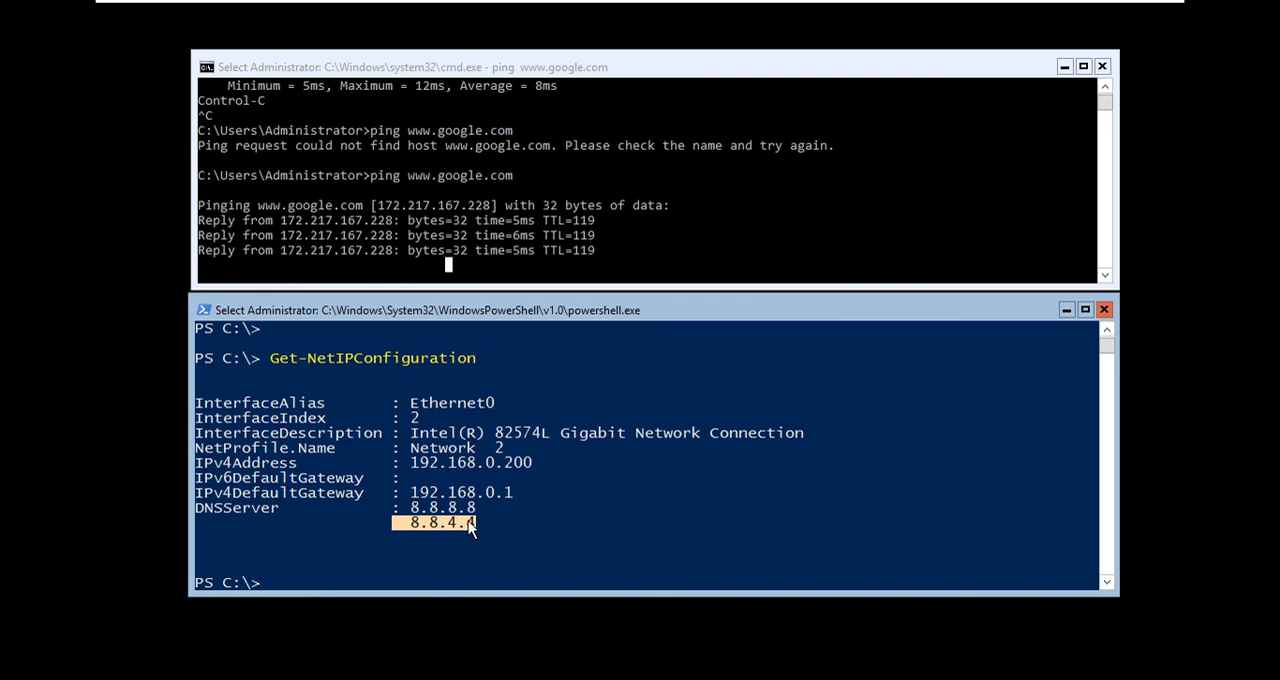 Select Administrator: C:\Windows\system32\cmd.exe - ping  www.google.com
Minimum = 5ms, Maximum = 12ms, Average = 8ms
Control-C
^C
C:\Users\Administrator>ping www.google.com
Ping request could not find host www.google.com. Please check the name and try again.
C:\Users\Administrator>ping www.google.com
Pinging www.google.com [172.217.167.228] with 32 bytes of data:
Reply from 172.217.167.228: bytes=32 time=5ms TTL=119
Reply from 172.217.167.228: bytes=32 time=6ms TTL=119
Reply from 172.217.167.228: bytes=32 time=5ms TTL=119
Select Administrator: C:\Windows\System32\WindowsPowerShell\v1.0\powershell.exe
PS C:\>
PS C:\> Get-NetIPConfiguration
InterfaceAlias       : Ethernet0
InterfaceIndex       : 2
InterfaceDescription : Intel(R) 82574L Gigabit Network Connection
NetProfile.Name      : Network  2
IPv4Address          : 192.168.0.200
IPv6DefaultGateway   :
IPv4DefaultGateway   : 192.168.0.1
DNSServer            : 8.8.8.8
8.8.4.4
PS C:\>